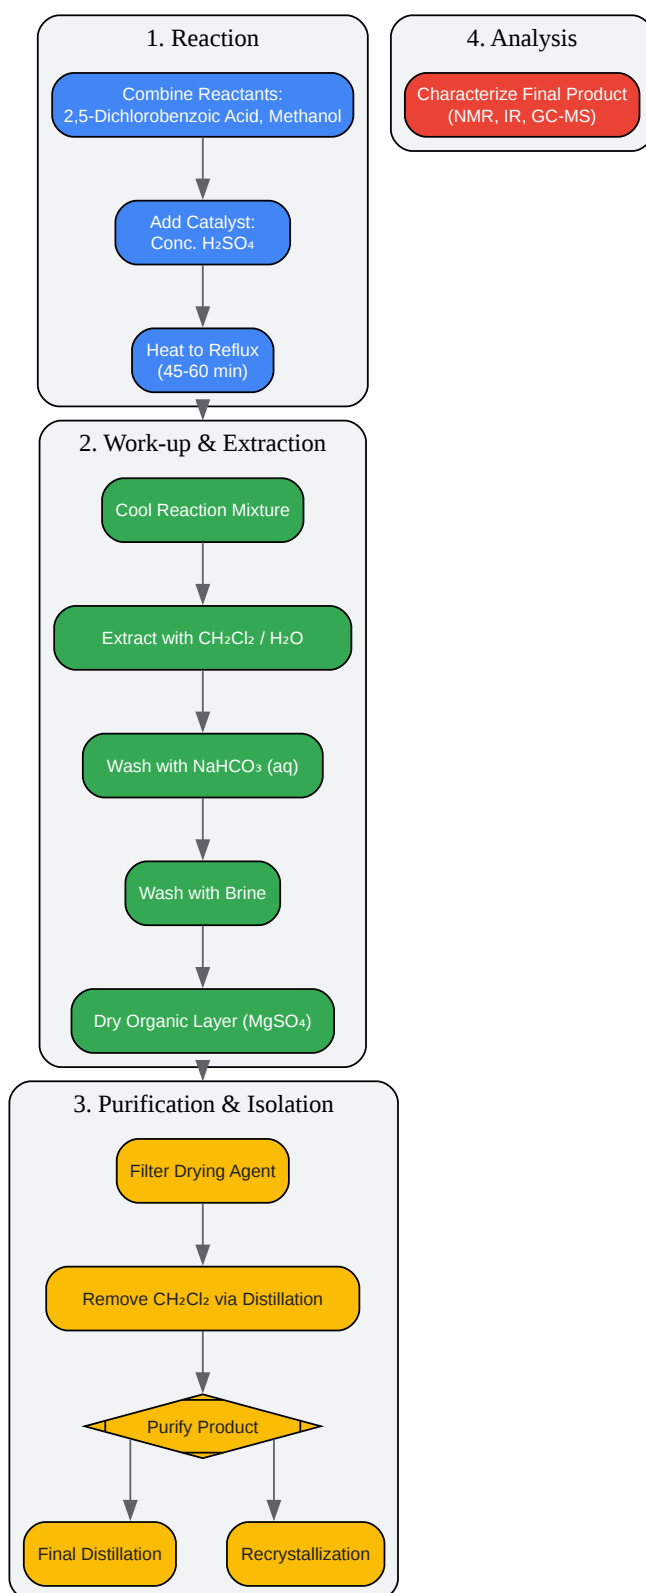 1. Reaction
Combine Reactants:
2,5-Dichlorobenzoic Acid, Methanol
Add Catalyst:
Conc. H₂SO₄
Heat to Reflux
(45-60 min)
2. Work-up & Extraction
Cool Reaction Mixture
Extract with CH₂Cl₂ / H₂O
Wash with NaHCO₃ (aq)
Wash with Brine
Dry Organic Layer (MgSO₄)
3. Purification & Isolation
Filter Drying Agent
Remove CH₂Cl₂ via Distillation
Purify Product
Final Distillation
Recrystallization
4. Analysis
Characterize Final Product
(NMR, IR, GC-MS)